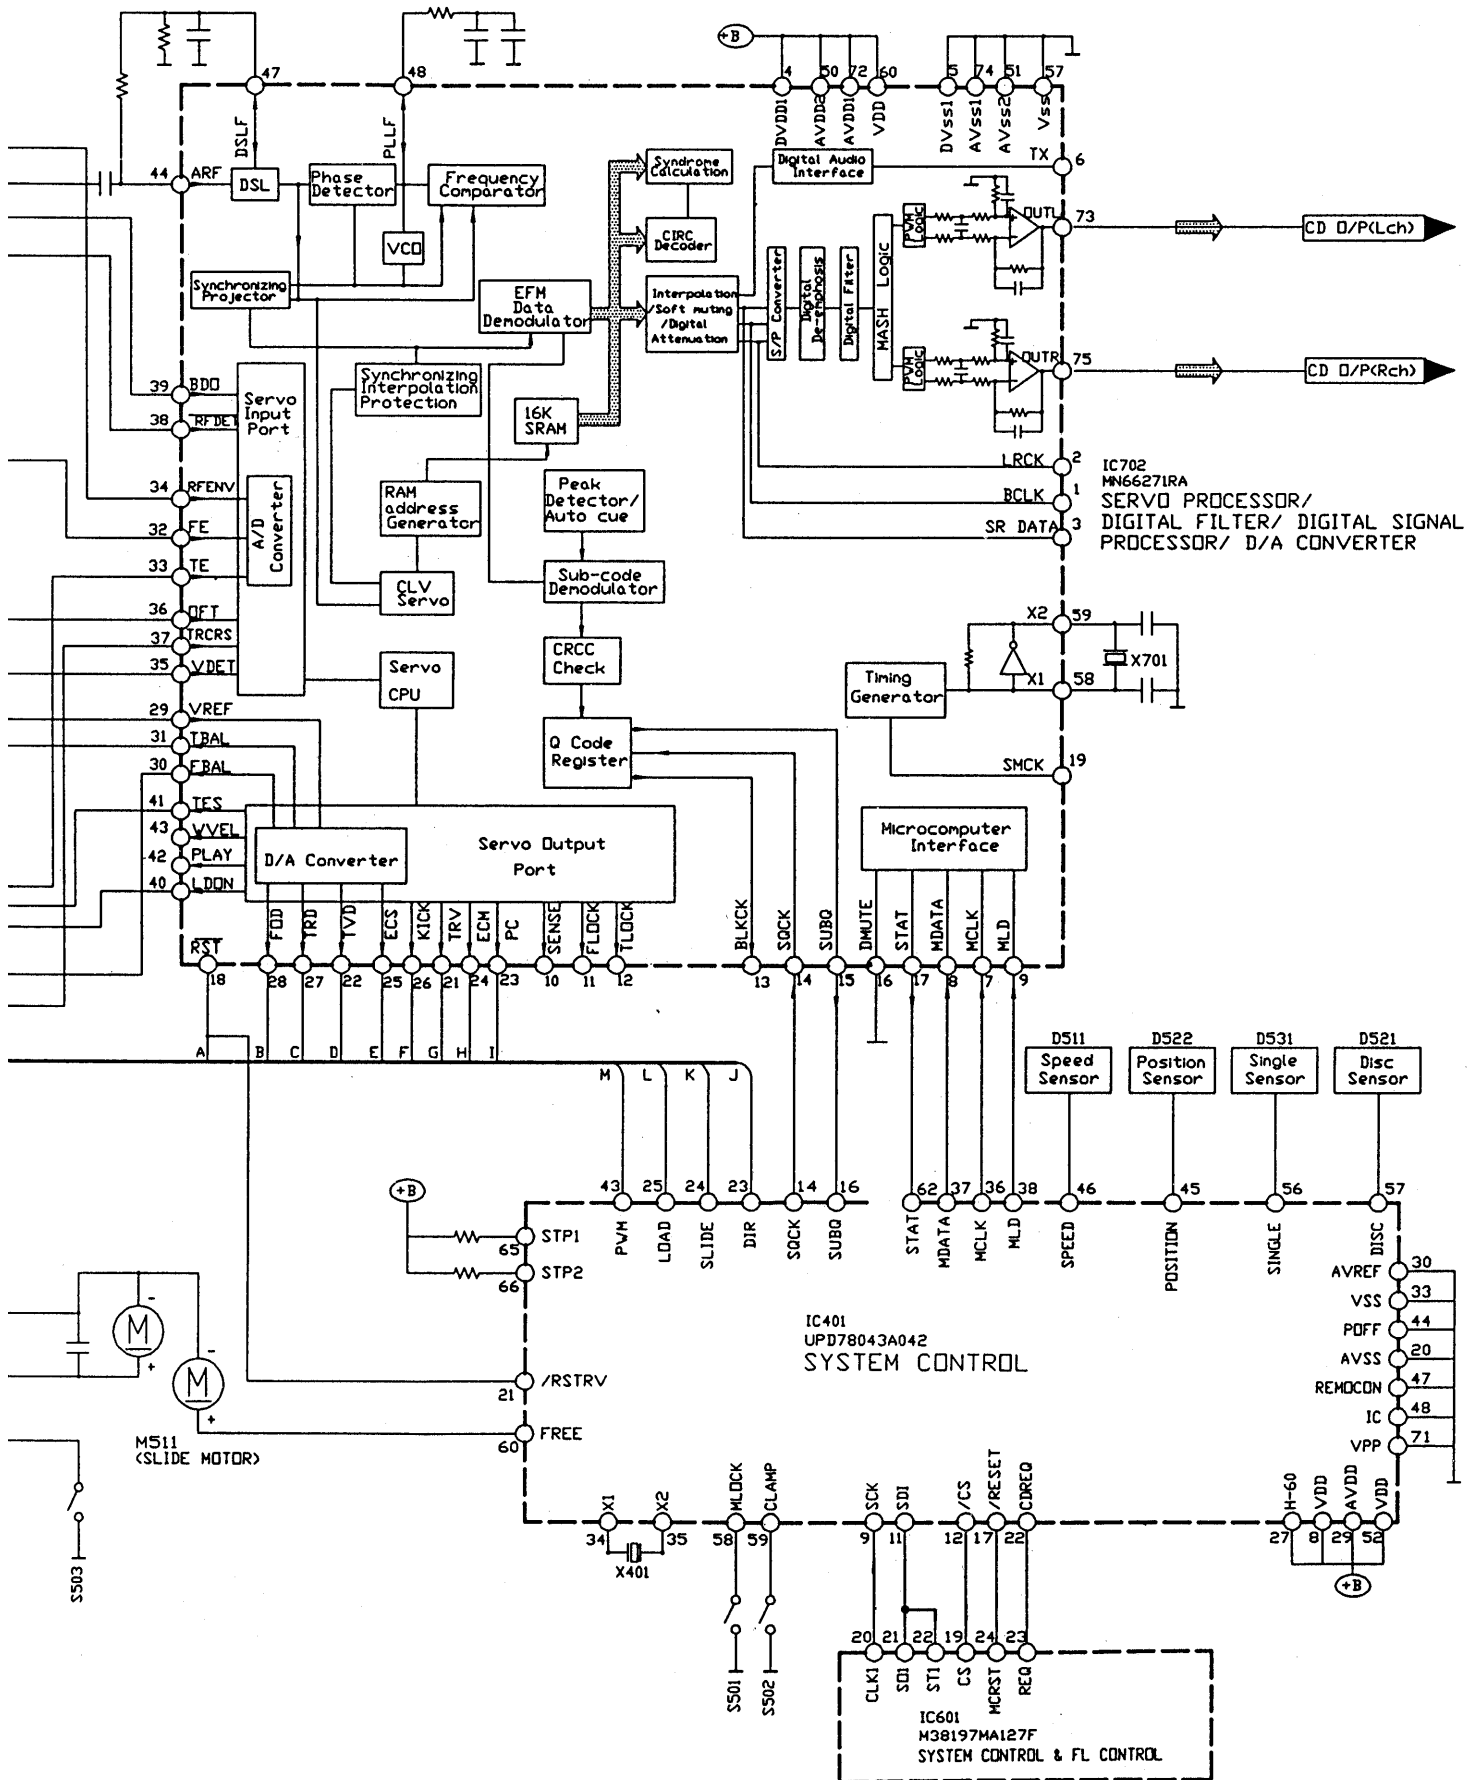 47
48
+B
4
50
72
60
5
74
51
57
DVDD1
AVDD2
AVDD1
VDD
DVss1
AVss1
AVss2
Vss
DSLF
PLLF
44
ARF
DSL
Phase
Detector
Frequency
Comparator
VCO
Synchronizing
Projector
EFM
Data
Demodulator
Synchronizing
Interpolation
Protection
Syndrome
Calculation
CIRC
Decoder
Digital Audio
Interface
TX
6
Interpolation
/Soft muting
/Digital
Attenuation
S/P Converter
Digital
De-emphosis
Digital Filter
MASH Logic
PWM
Logic
OUTL
73
CD O/P(Lch)
PWM
Logic
OUTR
75
CD O/P(Rch)
39
BDO
38
RFDET
Servo
Input
Port
34
RFENV
32
FE
33
TE
A/D
Converter
36
OFT
37
TRCRS
35
VDET
16K
SRAM
RAM
address
Generator
CLV
Servo
Peak
Detector/
Auto cue
Sub-code
Demodulator
CRCC
Check
Q Code
Register
Servo
CPU
LRCK
2
BCLK
1
SR DATA
3
IC702
MN66271RA
SERVO PROCESSOR/
DIGITAL FILTER/ DIGITAL SIGNAL
PROCESSOR/ D/A CONVERTER
X2
59
X701
X1
58
Timing
Generator
SMCK
19
29
VREF
31
TBAL
30
FBAL
41
TES
43
WVEL
42
PLAY
40
LDON
D/A Converter
Servo Output
Port
Microcomputer
Interface
RST
FOD
TRD
TVD
ECS
KICK
TRV
ECM
PC
SENSE
FLOCK
TLOCK
BLKCK
SQCK
SUBQ
DMUTE
STAT
MDATA
MCLK
MLD
18
28
27
22
25
26
21
24
23
10
11
12
13
14
15
16
17
8
7
9
A
B
C
D
E
F
G
H
I
M
L
K
J
D511
Speed
Sensor
D522
Position
Sensor
D531
Single
Sensor
D521
Disc
Sensor
+B
43
25
24
23
14
16
62
37
36
38
46
45
56
57
PWM
LOAD
SLIDE
DIR
SQCK
SUBQ
STAT
MDATA
MCLK
MLD
SPEED
POSITION
SINGLE
DISC
STP1
65
STP2
66
AVREF
30
VSS
33
POFF
44
AVSS
20
REMOCON
47
IC
48
VPP
71
IC401
UPD78043A042
SYSTEM CONTROL
M
-
+
M
-
+
M511
(SLIDE MOTOR)
/RSTRV
21
FREE
60
S503
X1
X2
34
35
X401
MLOCK
CLAMP
58
59
S501
S502
SCK
SDI
/CS
/RESET
CDREQ
9
11
12
17
22
H-60
VDD
AVDD
VDD
27
8
29
52
+B
20
21
22
19
24
23
CLK1
SO1
ST1
CS
MCRST
REQ
IC601
M38197MA127F
SYSTEM CONTROL & FL CONTROL